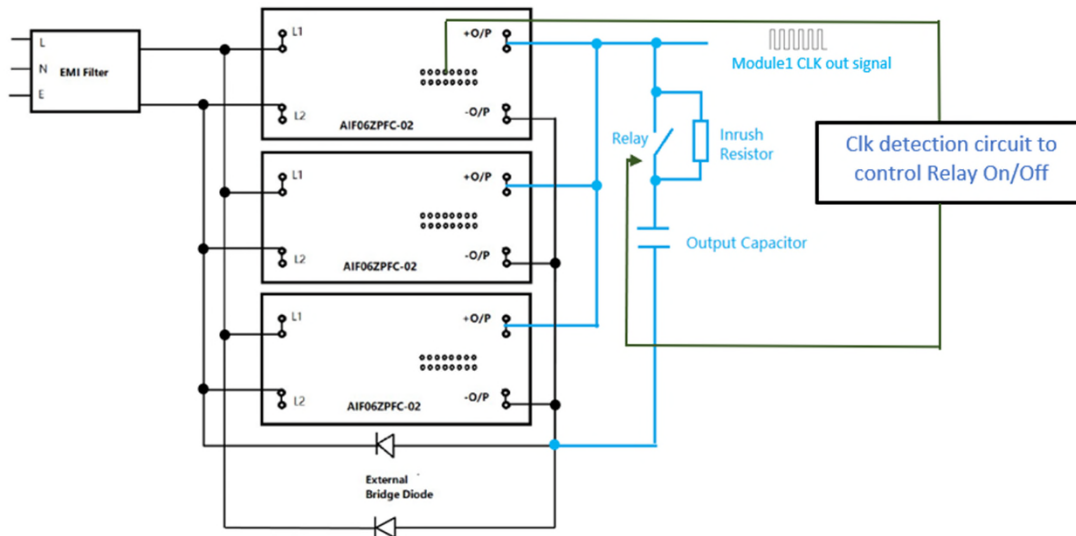 L
N
E
EMI Filter
L1
L2
+O/P
-O/P
AIF06ZPFC-02
L1
L2
+O/P
-O/P
AIF06ZPFC-02
L1
L2
+O/P
-O/P
AIF06ZPFC-02
External
Bridge Diode
Module1 CLK out signal
Relay
Inrush
Resistor
Output Capacitor
Clk detection circuit to
control Relay On/Off